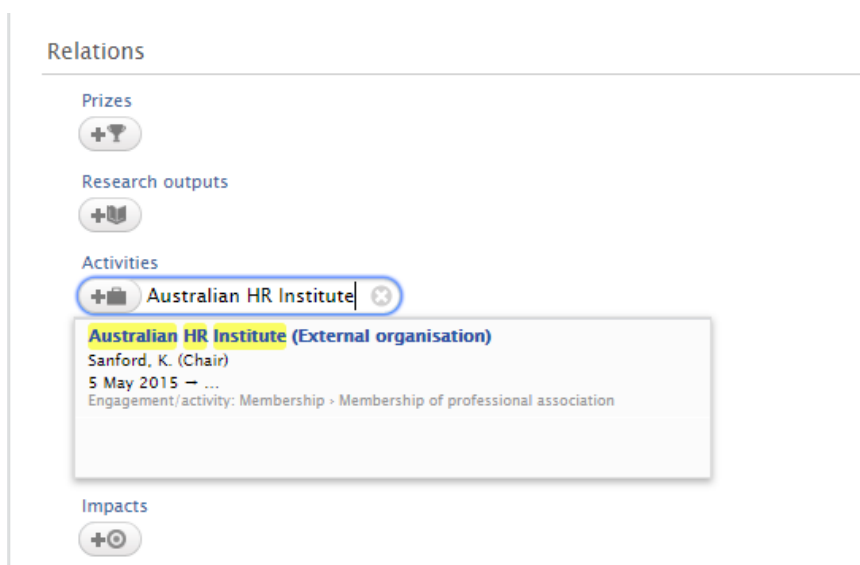 Relations
Prizes
Research outputs
Activities
Australian HR Institute
Australian HR Institute (External organisation)
Sanford, K. (Chair)
5 May 2015 → ...
Engagement/activity: Membership › Membership of professional association
Impacts